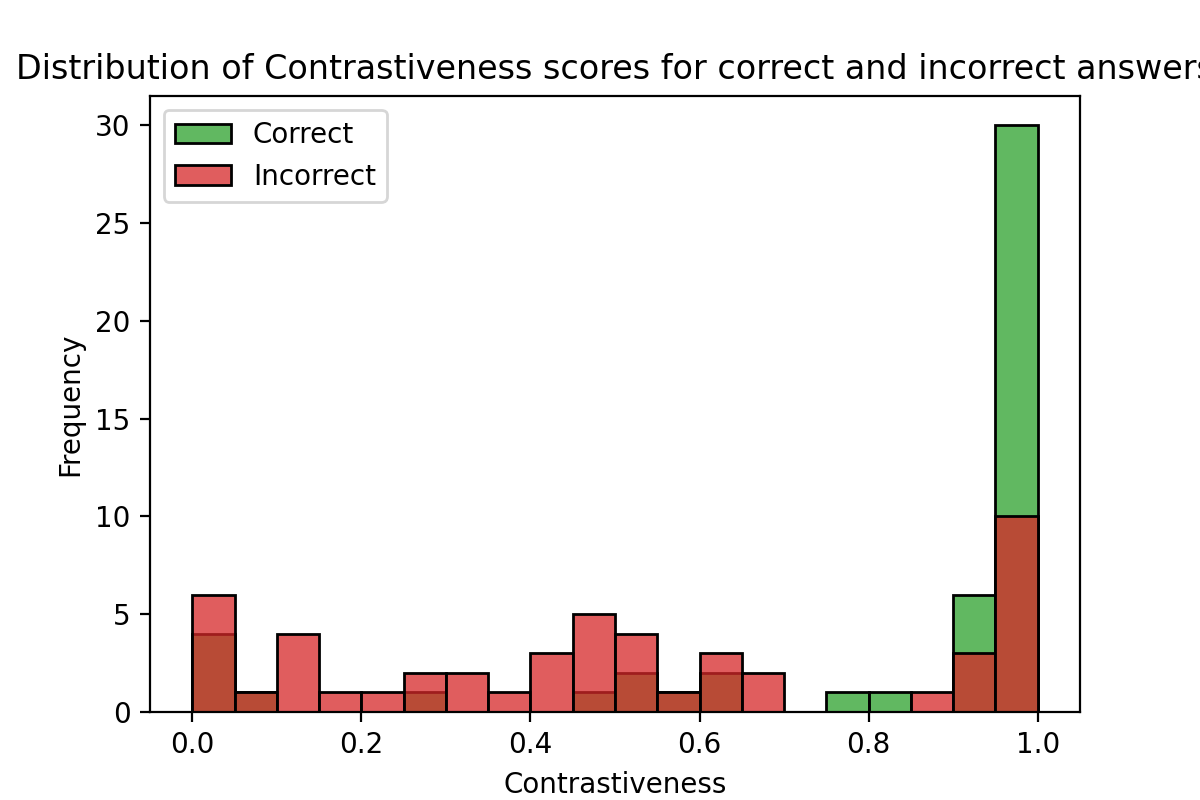 Distribution of Contrastiveness scores for correct and incorrect answers
Correct
Incorrect
30
25
20
15
10
5
0
Frequency
0.0 0.2 0.4 0.6 0.8 1.0
Contrastiveness